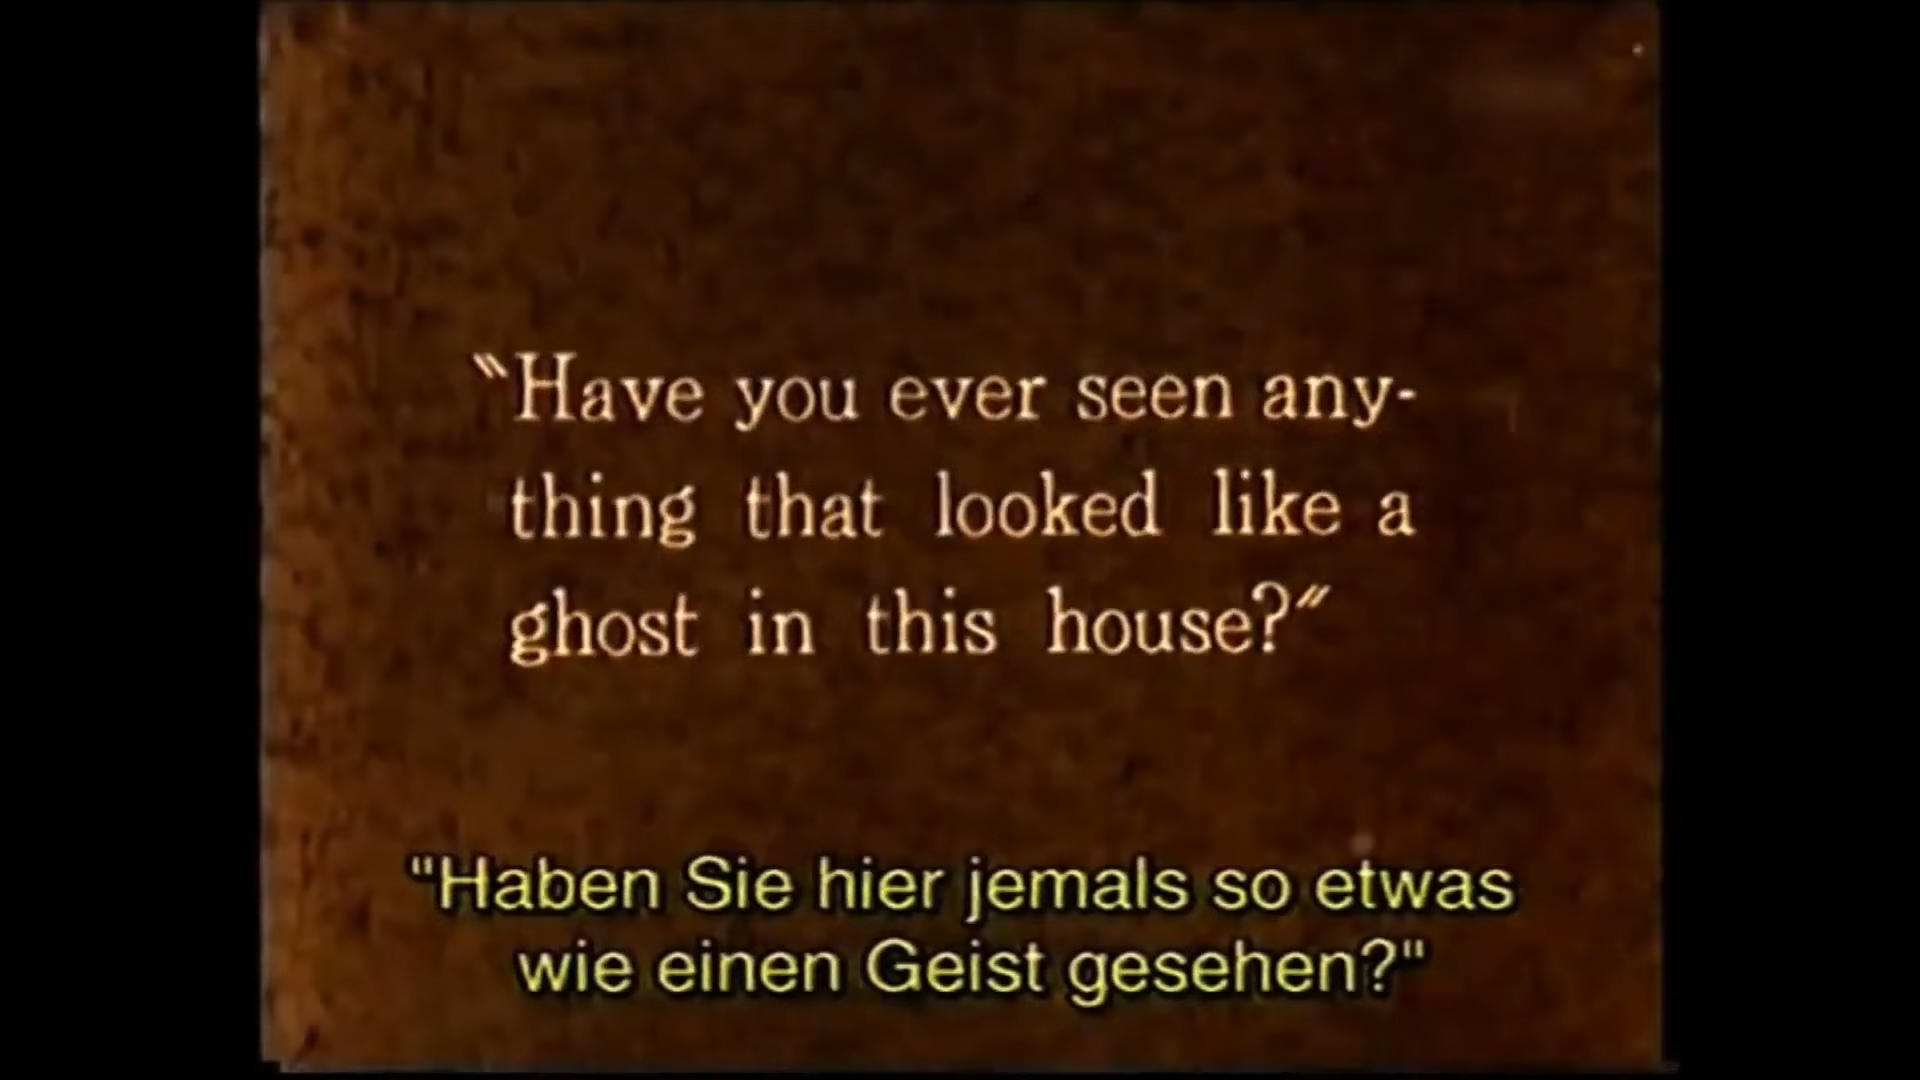 “Have you ever seen any-
thing that looked like a
ghost in this house?”
"Haben Sie hier jemals so etwas
wie einen Geist gesehen?"